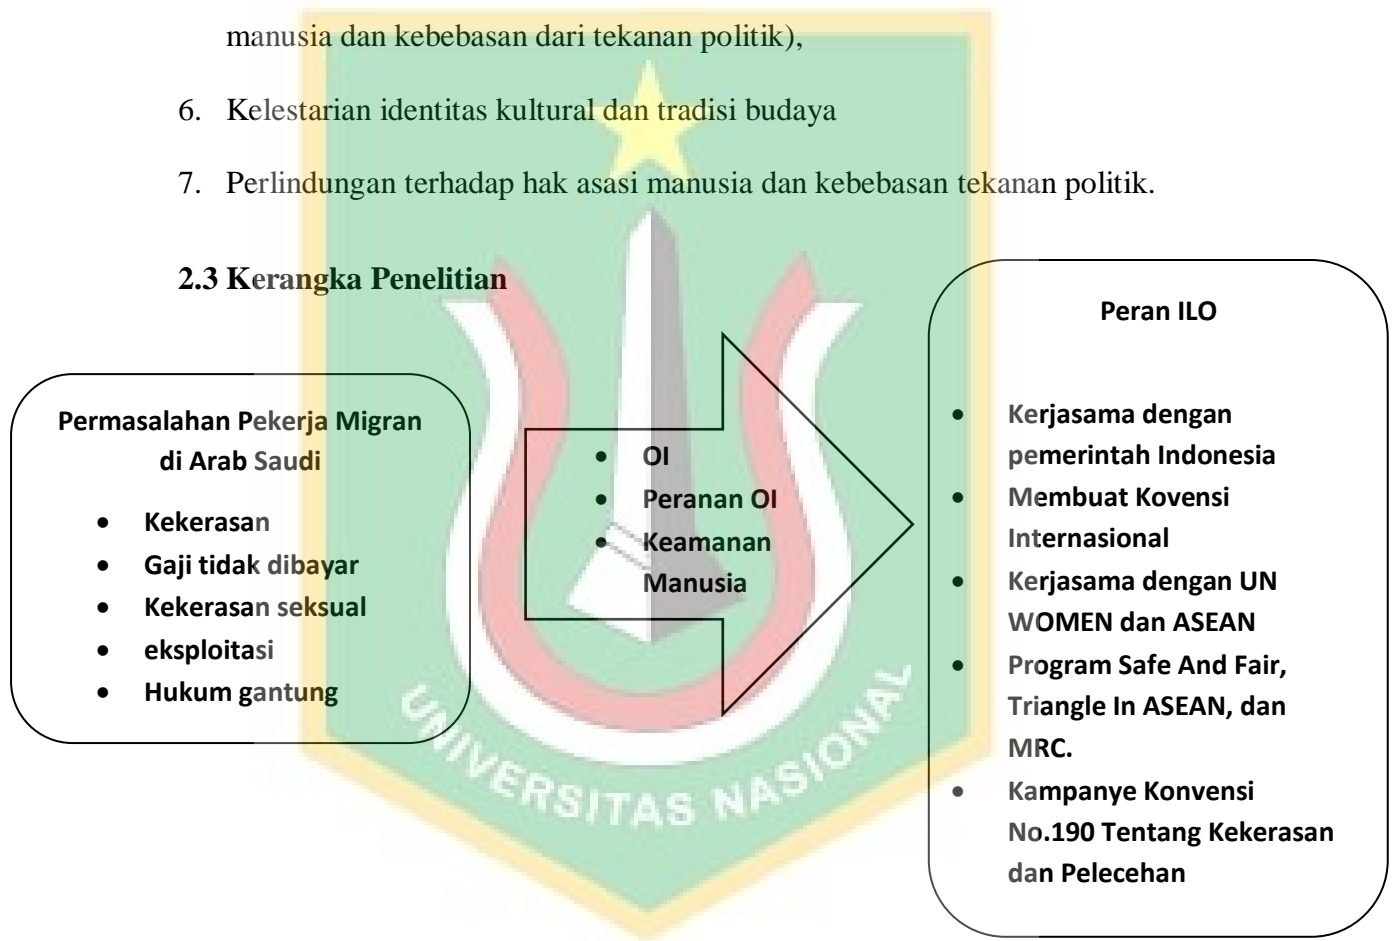 manusia dan kebebasan dari tekanan politik),
6. Kelestarian identitas kultural dan tradisi budaya
7. Perlindungan terhadap hak asasi manusia dan kebebasan tekanan politik.
2.3 Kerangka Penelitian
Permasalahan Pekerja Migran
di Arab Saudi
• Kekerasan
• Gaji tidak dibayar
• Kekerasan seksual
• eksploitasi
• Hukum gantung
• OI
• Peranan OI
• Keamanan
Manusia
Peran ILO
• Kerjasama dengan
pemerintah Indonesia
• Membuat Kovensi
Internasional
• Kerjasama dengan UN
WOMEN dan ASEAN
• Program Safe And Fair,
Triangle In ASEAN, dan
MRC.
• Kampanye Konvensi
No.190 Tentang Kekerasan
dan Pelecehan
UNIVERSITAS NASIONAL